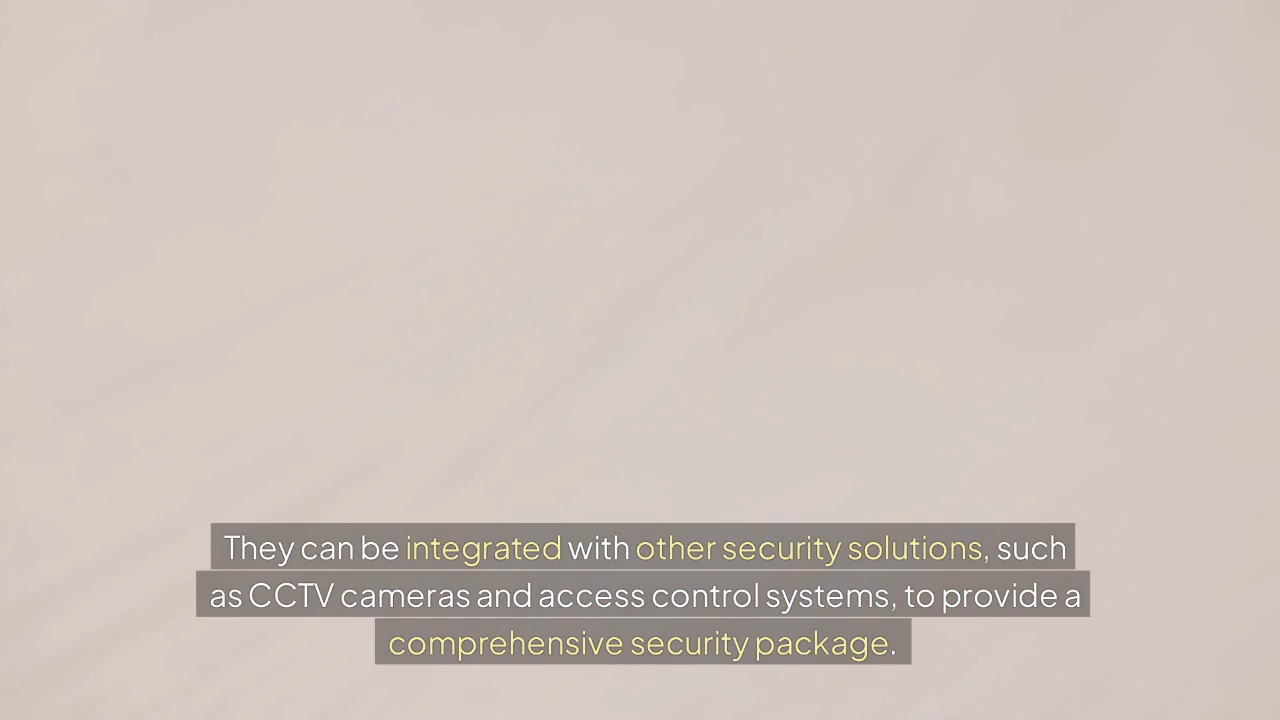 They can be integrated with other security solutions, such
as CCTV cameras and access control systems, to provide a
comprehensive security package.